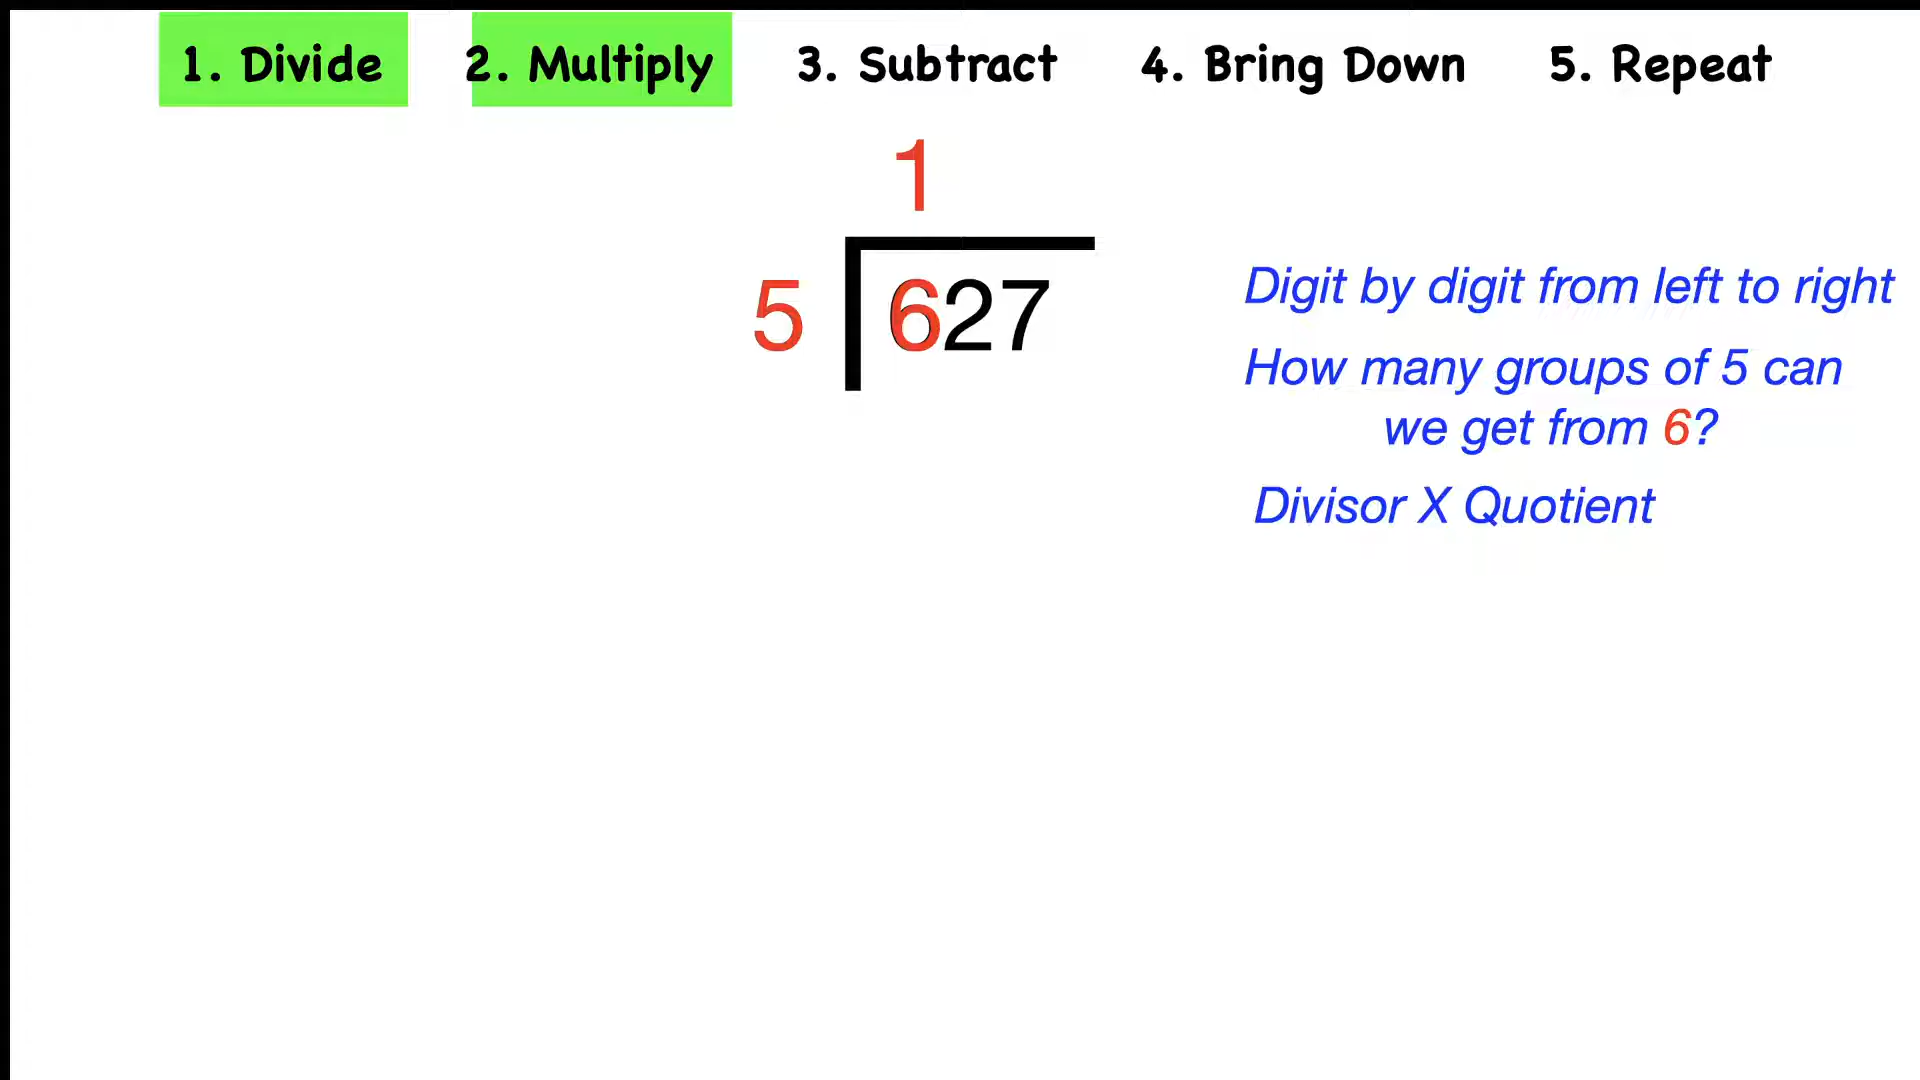 1. Divide 2. Multiply 3. Subtract 4. Bring Down 5. Repeat
1
5 627
Digit by digit from left to right
How many groups of 5 can
we get from 6?
Divisor X Quotient